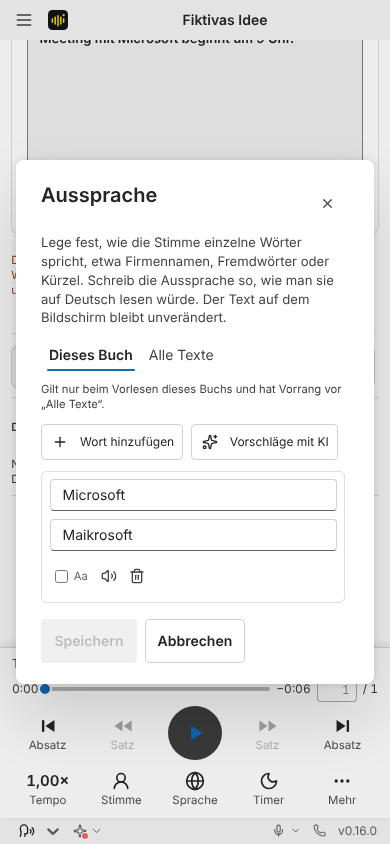 Fiktivas Idee
Meeting mit Microsoft beginnt um 9 Uhr.
Aussprache
Lege fest, wie die Stimme einzelne Wörter
spricht, etwa Firmennamen, Fremdwörter oder
Kürzel. Schreib die Aussprache so, wie man sie
auf Deutsch lesen würde. Der Text auf dem
Bildschirm bleibt unverändert.
Dieses Buch Alle Texte
Gilt nur beim Vorlesen dieses Buchs und hat Vorrang vor
„Alle Texte“.
Wort hinzufügen Vorschläge mit KI
Microsoft
Maikrosoft
Aa
Speichern Abbrechen
0:00 −0:06 1 / 1
Absatz Satz Satz Absatz
1,00×
Tempo Stimme Sprache Timer Mehr
v0.16.0